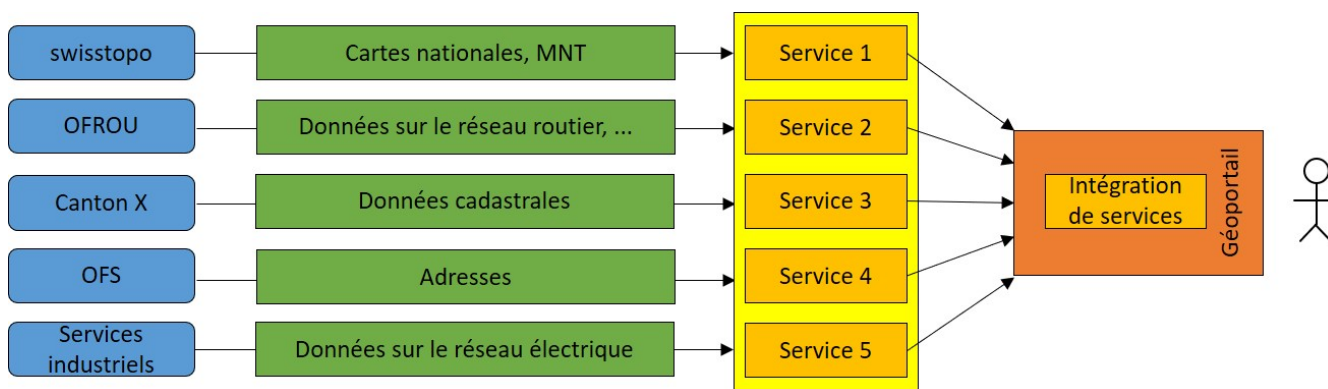 swisstopo
Cartes nationales, MNT
Service 1
OFROU
Données sur le réseau routier, ...
Service 2
Canton X
Données cadastrales
Service 3
OFS
Adresses
Service 4
Services
industriels
Données sur le réseau électrique
Service 5
Intégration
de services
Géoportail